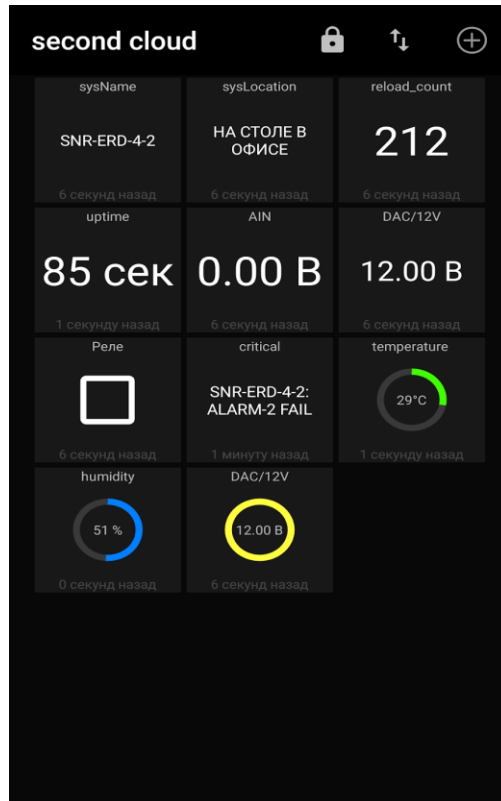 second cloud
sysName
SNR-ERD-4-2
6 секунд назад
sysLocation
НА СТОЛЕ В
ОФИСЕ
6 секунд назад
reload_count
212
6 секунд назад
uptime
85 сек
1 секунду назад
AIN
0.00 В
6 секунд назад
DAC/12V
12.00 В
6 секунд назад
Реле
6 секунд назад
critical
SNR-ERD-4-2:
ALARM-2 FAIL
1 минуту назад
temperature
29°C
1 секунду назад
humidity
51 %
0 секунд назад
DAC/12V
12.00 В
6 секунд назад